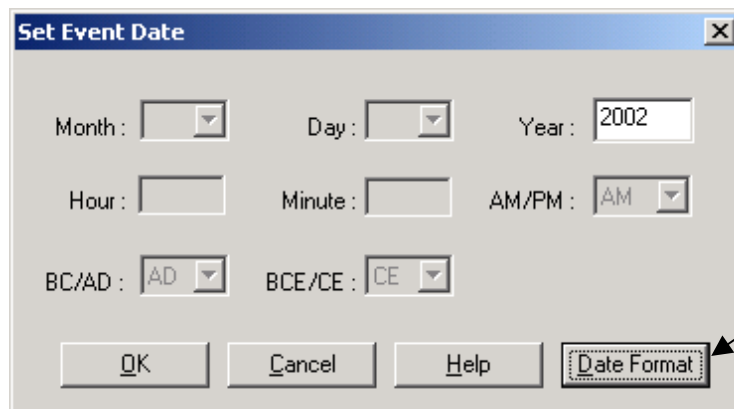 Set Event Date
Month : Day : Year : 2002
Hour : Minute : AM/PM : AM
BC/AD : AD BCE/CE : CE
OK Cancel Help Date Format